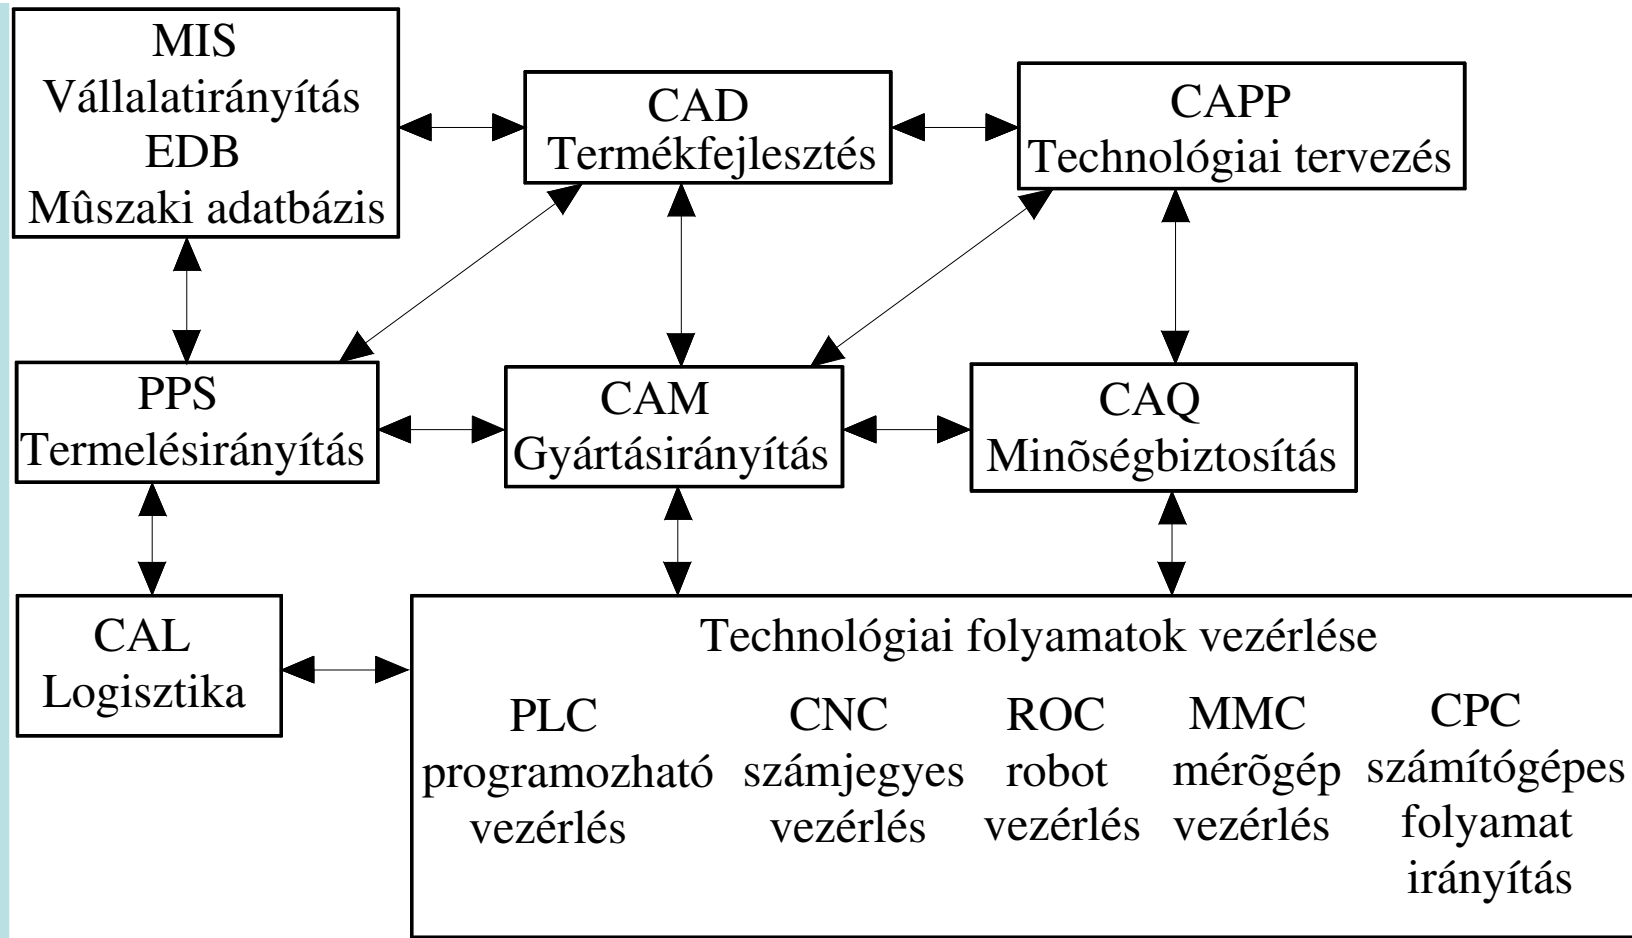 MIS
Vállalatirányítás
EDB
Mûszaki adatbázis
CAD
Termékfejlesztés
CAPP
Technológiai tervezés
PPS
Termelésirányítás
CAM
Gyártásirányítás
CAQ
Minõségbiztosítás
CAL
Logisztika
Technológiai folyamatok vezérlése
PLC
programozható
vezérlés
CNC
számjegyes
vezérlés
ROC
robot
vezérlés
MMC
mérõgép
vezérlés
CPC
számítógépes
folyamat
irányítás